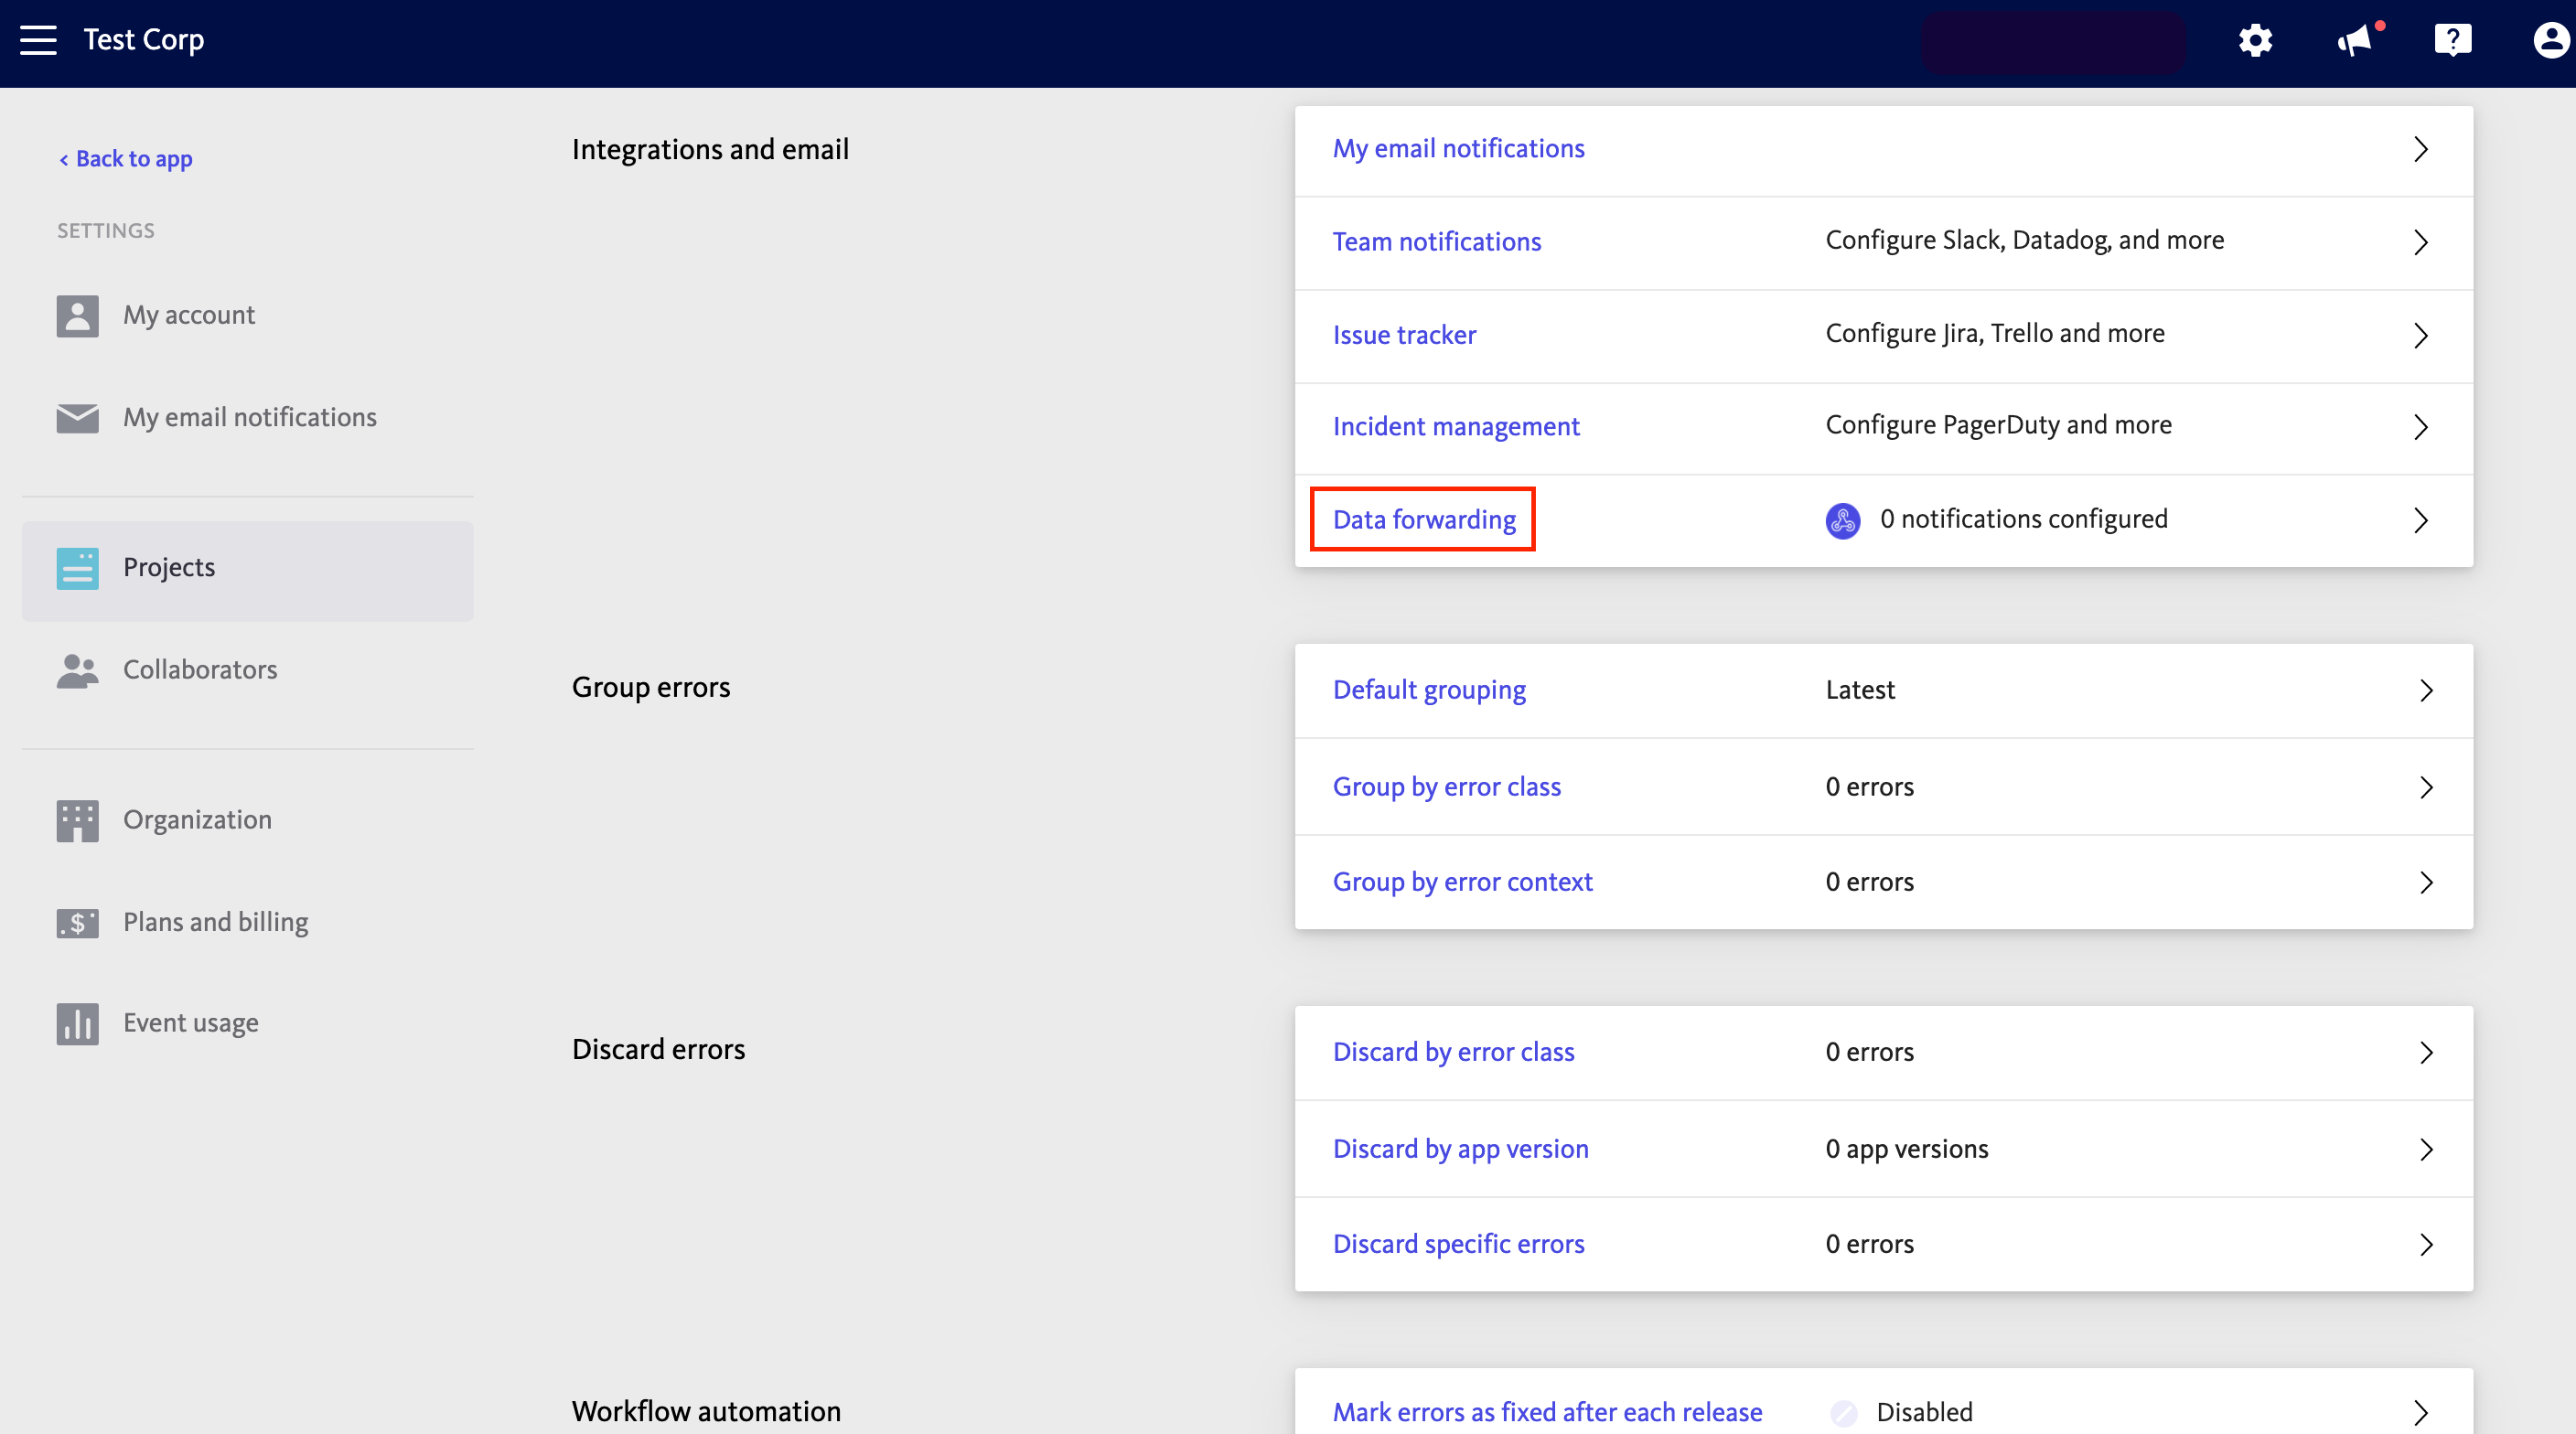 Test Corp
‹ Back to app
SETTINGS
My account
My email notifications
Projects
Collaborators
Organization
Plans and billing
Event usage
Integrations and email
My email notifications
Team notifications Configure Slack, Datadog, and more
Issue tracker Configure Jira, Trello and more
Incident management Configure PagerDuty and more
Data forwarding 0 notifications configured
Group errors
Default grouping Latest
Group by error class 0 errors
Group by error context 0 errors
Discard errors
Discard by error class 0 errors
Discard by app version 0 app versions
Discard specific errors 0 errors
Workflow automation
Mark errors as fixed after each release Disabled